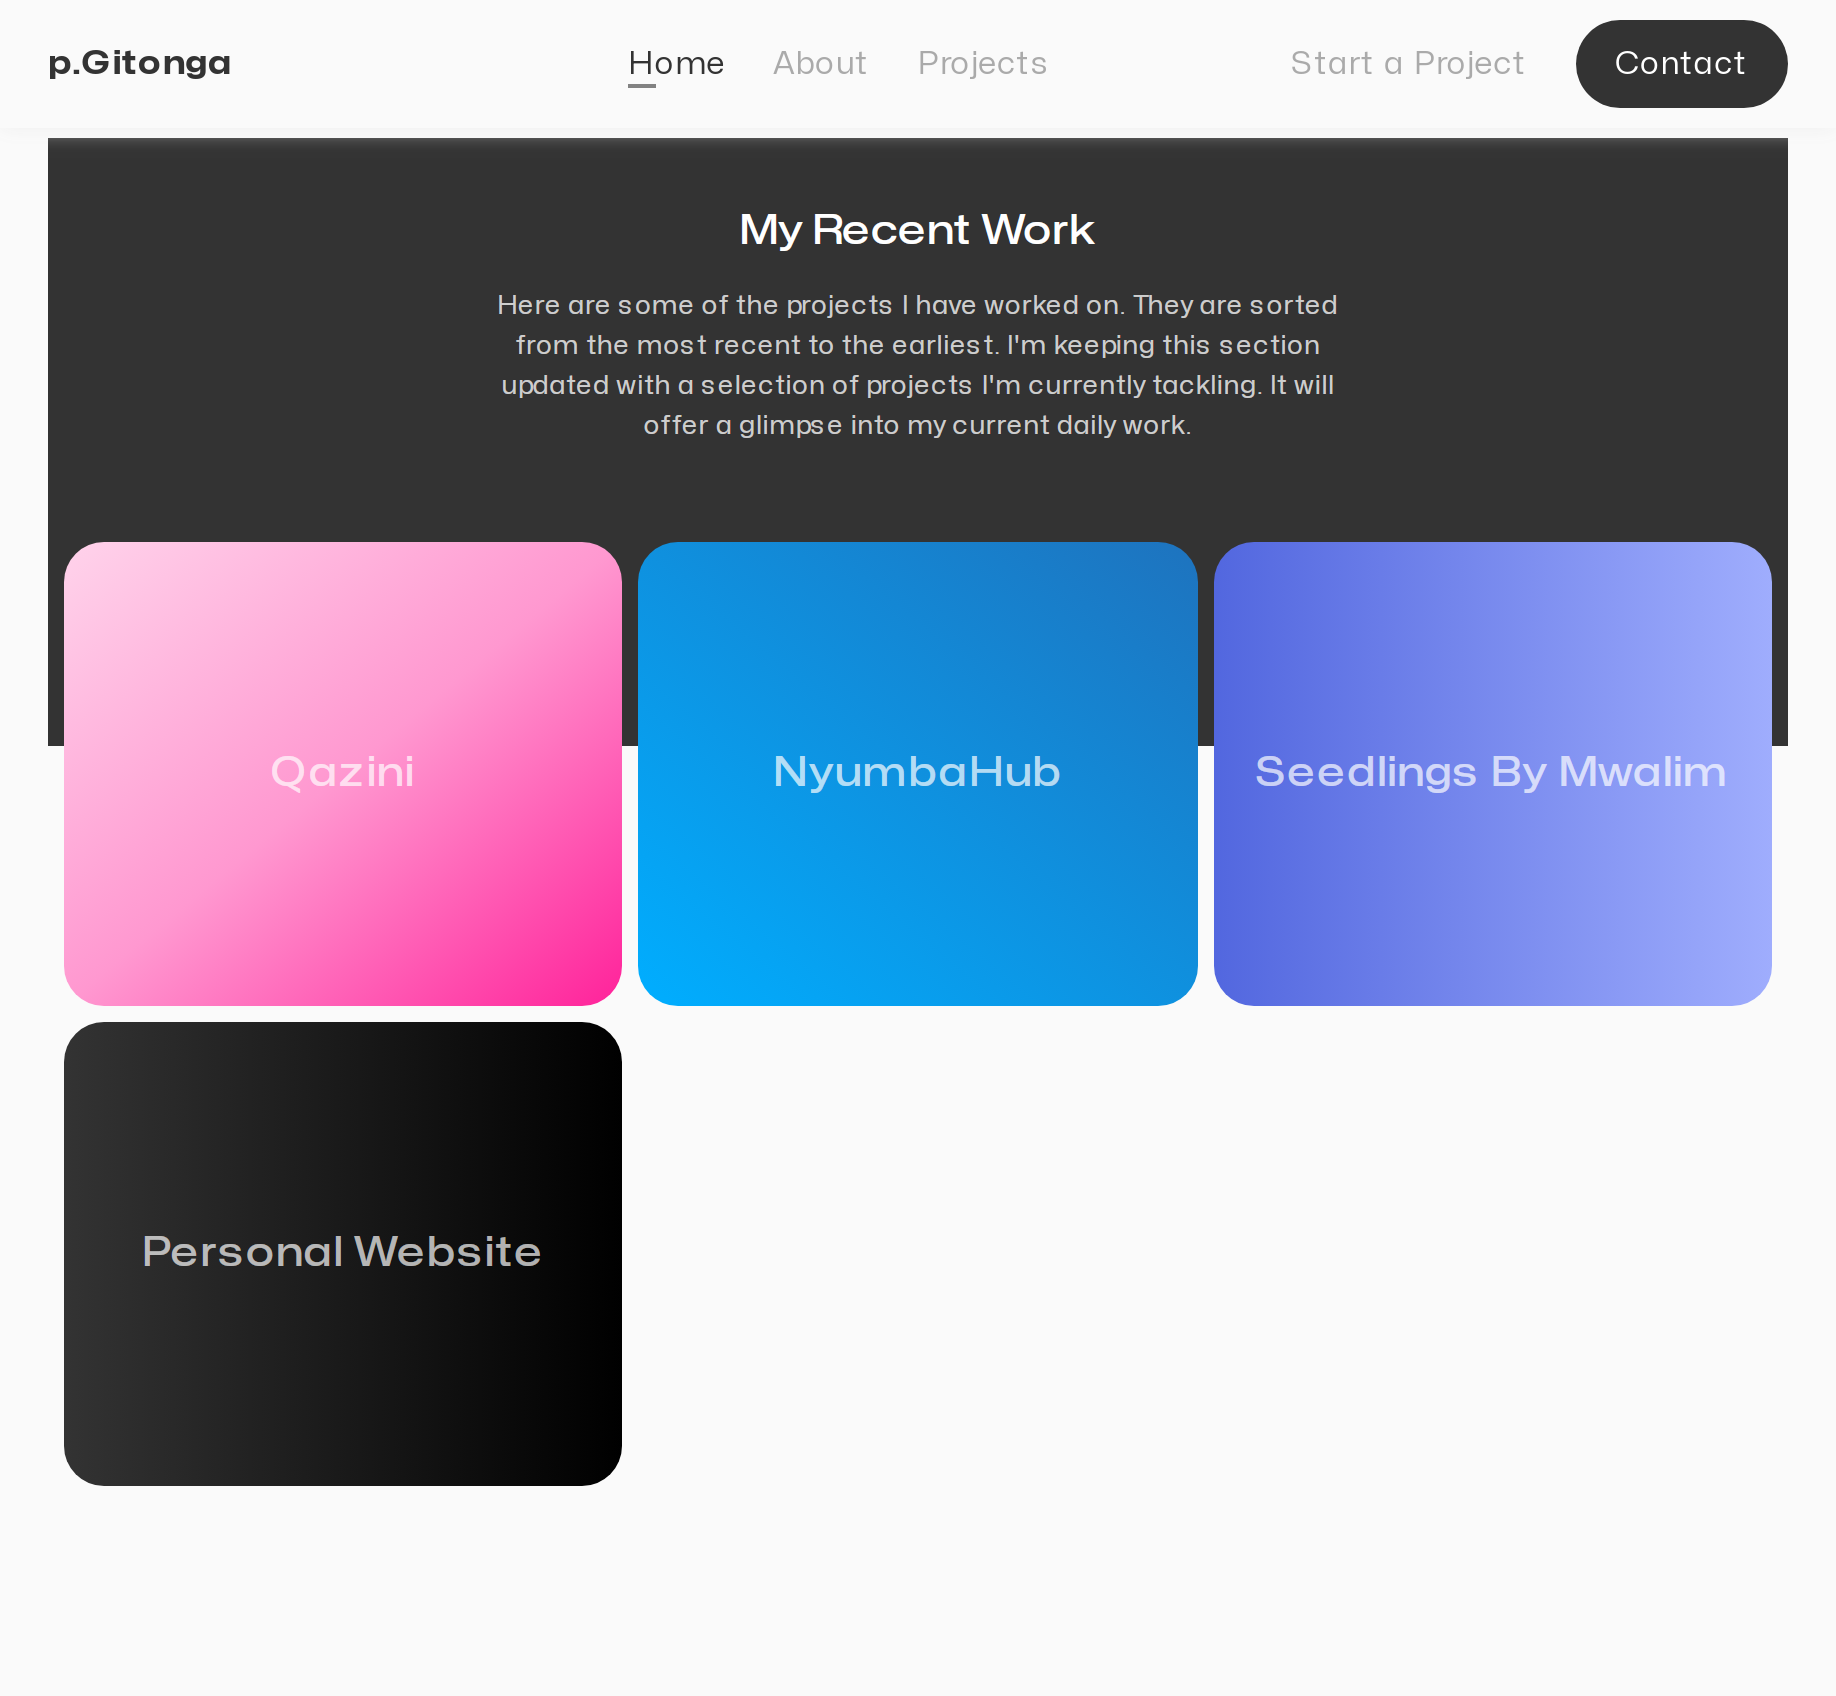 p.Gitonga
Home
About
Projects
Start a Project
Contact
My Recent Work
Here are some of the projects I have worked on. They are sorted
from the most recent to the earliest. I'm keeping this section
updated with a selection of projects I'm currently tackling. It will
offer a glimpse into my current daily work.
Qazini
NyumbaHub
Seedlings By Mwalim
Personal Website